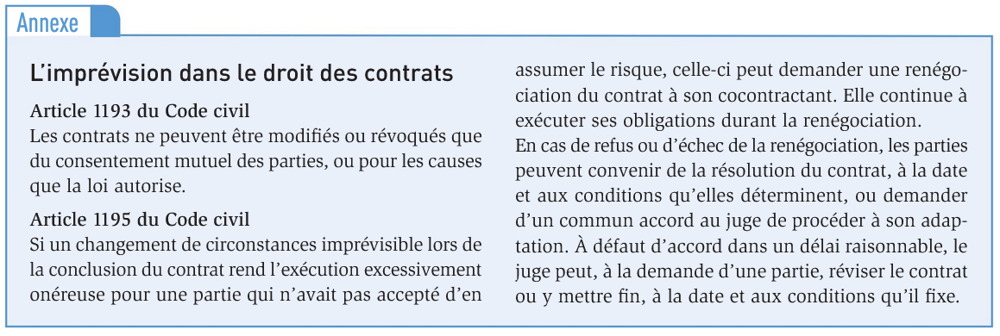 Annexe
L'imprévision dans le droit des contrats
Article 1193 du Code civil
Les contrats ne peuvent être modifiés ou révoqués que
du consentement mutuel des parties, ou pour les causes
que la loi autorise.
Article 1195 du Code civil
Si un changement de circonstances imprévisible lors de
la conclusion du contrat rend l'exécution excessivement
onéreuse pour une partie qui n'avait pas accepté d'en
assumer le risque, celle-ci peut demander une renégo-
ciation du contrat à son cocontractant. Elle continue à
exécuter ses obligations durant la renégociation.
En cas de refus ou d'échec de la renégociation, les parties
peuvent convenir de la résolution du contrat, à la date
et aux conditions qu'elles déterminent, ou demander
d'un commun accord au juge de procéder à son adap-
tation. À défaut d'accord dans un délai raisonnable, le
juge peut, à la demande d'une partie, réviser le contrat
ou y mettre fin, à la date et aux conditions qu'il fixe.